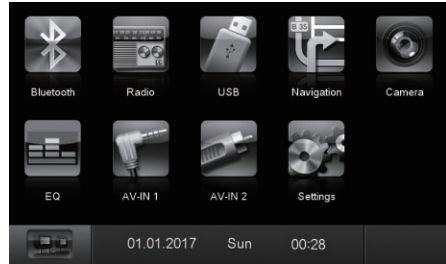 B 35
Bluetooth Radio USB Navigation Camera
EQ AV-IN 1 AV-IN 2 Settings
01.01.2017 Sun 00:28